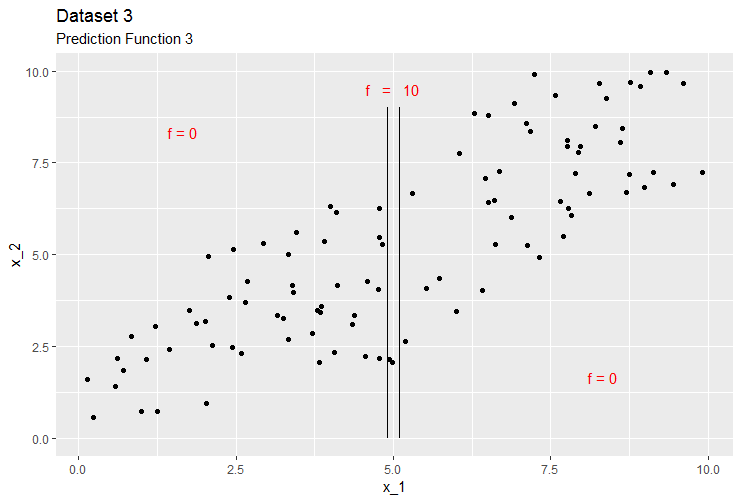 Dataset 3
Prediction Function 3
10.0
f = 10
f = 0
7.5
5.0
x_2
2.5
f = 0
0.0
0.0 2.5 5.0 7.5 10.0
x_1